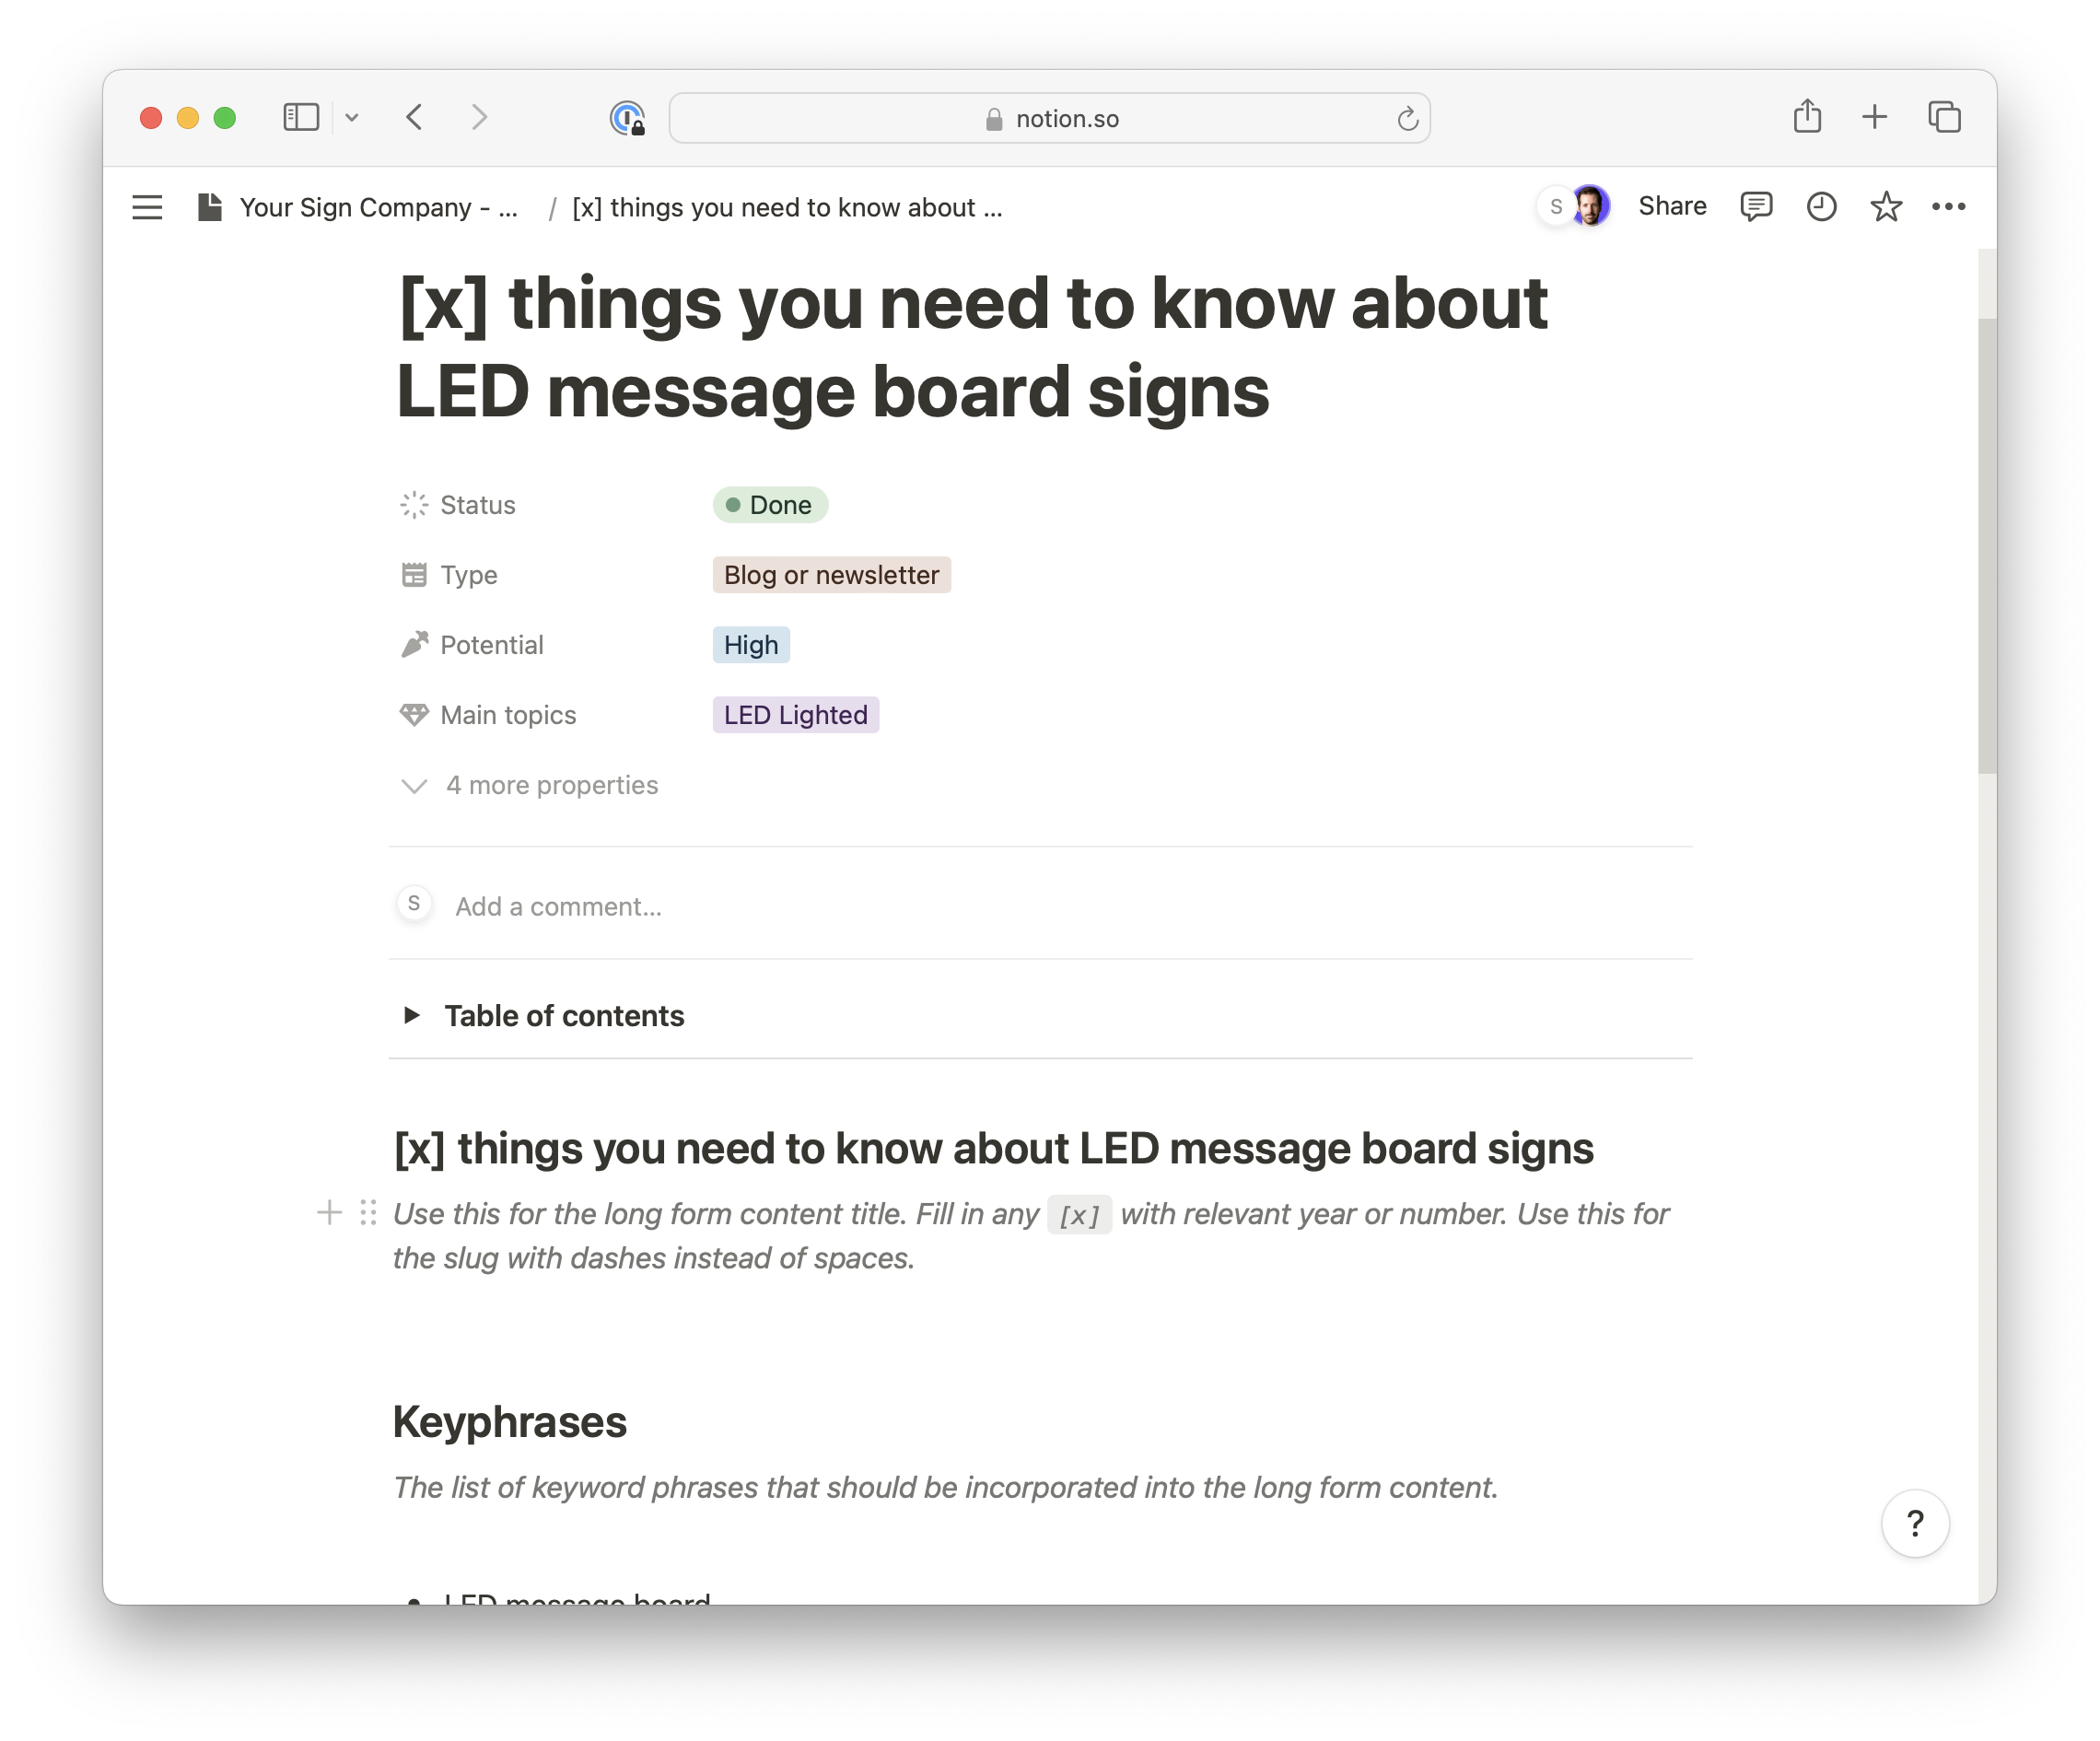 notion.so
Your Sign Company - ... / [x] things you need to know about ...
S
Share
[x] things you need to know about
LED message board signs
Status Done
Type Blog or newsletter
Potential High
Main topics LED Lighted
4 more properties
S Add a comment...
Table of contents
[x] things you need to know about LED message board signs
Use this for the long form content title. Fill in any [x] with relevant year or number. Use this for
the slug with dashes instead of spaces.
Keyphrases
The list of keyword phrases that should be incorporated into the long form content.
?
• LED message board